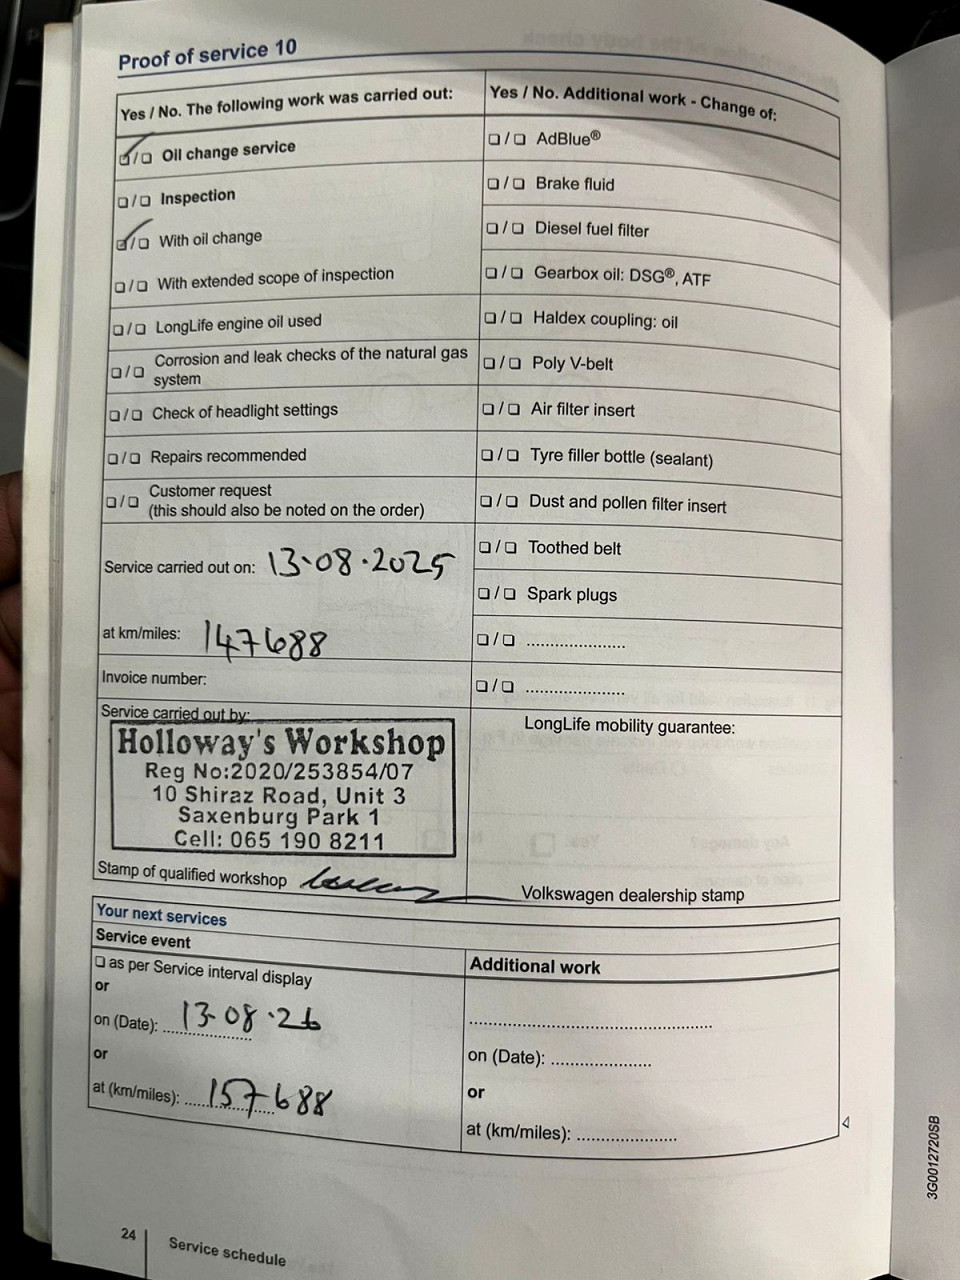 Proof of service 10
Yes / No. The following work was carried out:
☑/☐ Oil change service
☐/☐ Inspection
☑/☐ With oil change
☐/☐ With extended scope of inspection
☐/☐ LongLife engine oil used
☐/☐ Corrosion and leak checks of the natural gas
system
☐/☐ Check of headlight settings
☐/☐ Repairs recommended
☐/☐ Customer request
(this should also be noted on the order)
Service carried out on: 13-08-2025
at km/miles: 147688
Invoice number:
Service carried out by:
Holloway's Workshop
Reg No:2020/253854/07
10 Shiraz Road, Unit 3
Saxenburg Park 1
Cell: 065 190 8211
Stamp of qualified workshop
Yes / No. Additional work - Change of:
☐/☐ AdBlue®
☐/☐ Brake fluid
☐/☐ Diesel fuel filter
☐/☐ Gearbox oil: DSG®, ATF
☐/☐ Haldex coupling: oil
☐/☐ Poly V-belt
☐/☐ Air filter insert
☐/☐ Tyre filler bottle (sealant)
☐/☐ Dust and pollen filter insert
☐/☐ Toothed belt
☐/☐ Spark plugs
☐/☐ ......................
☐/☐ ......................
LongLife mobility guarantee:
Volkswagen dealership stamp
Your next services
Service event
☐ as per Service interval display
or
on (Date): 13-08-26
or
at (km/miles): 157688
Additional work
......................................................
on (Date): ......................
or
at (km/miles): ......................
24
Service schedule
3G0012720SB